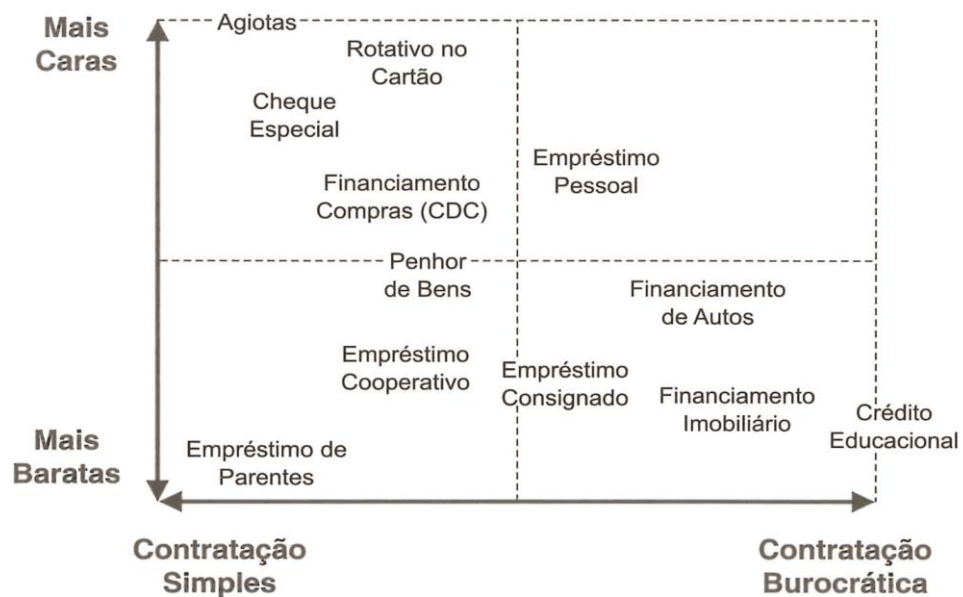 Mais
Caras
Agiotas
Rotativo no
Cartão
Cheque
Especial
Empréstimo
Pessoal
Financiamento
Compras (CDC)
Penhor
de Bens
Financiamento
de Autos
Empréstimo
Cooperativo
Empréstimo
Consignado
Financiamento
Imobiliário
Crédito
Educacional
Mais
Baratas
Empréstimo de
Parentes
Contratação
Simples
Contratação
Burocrática